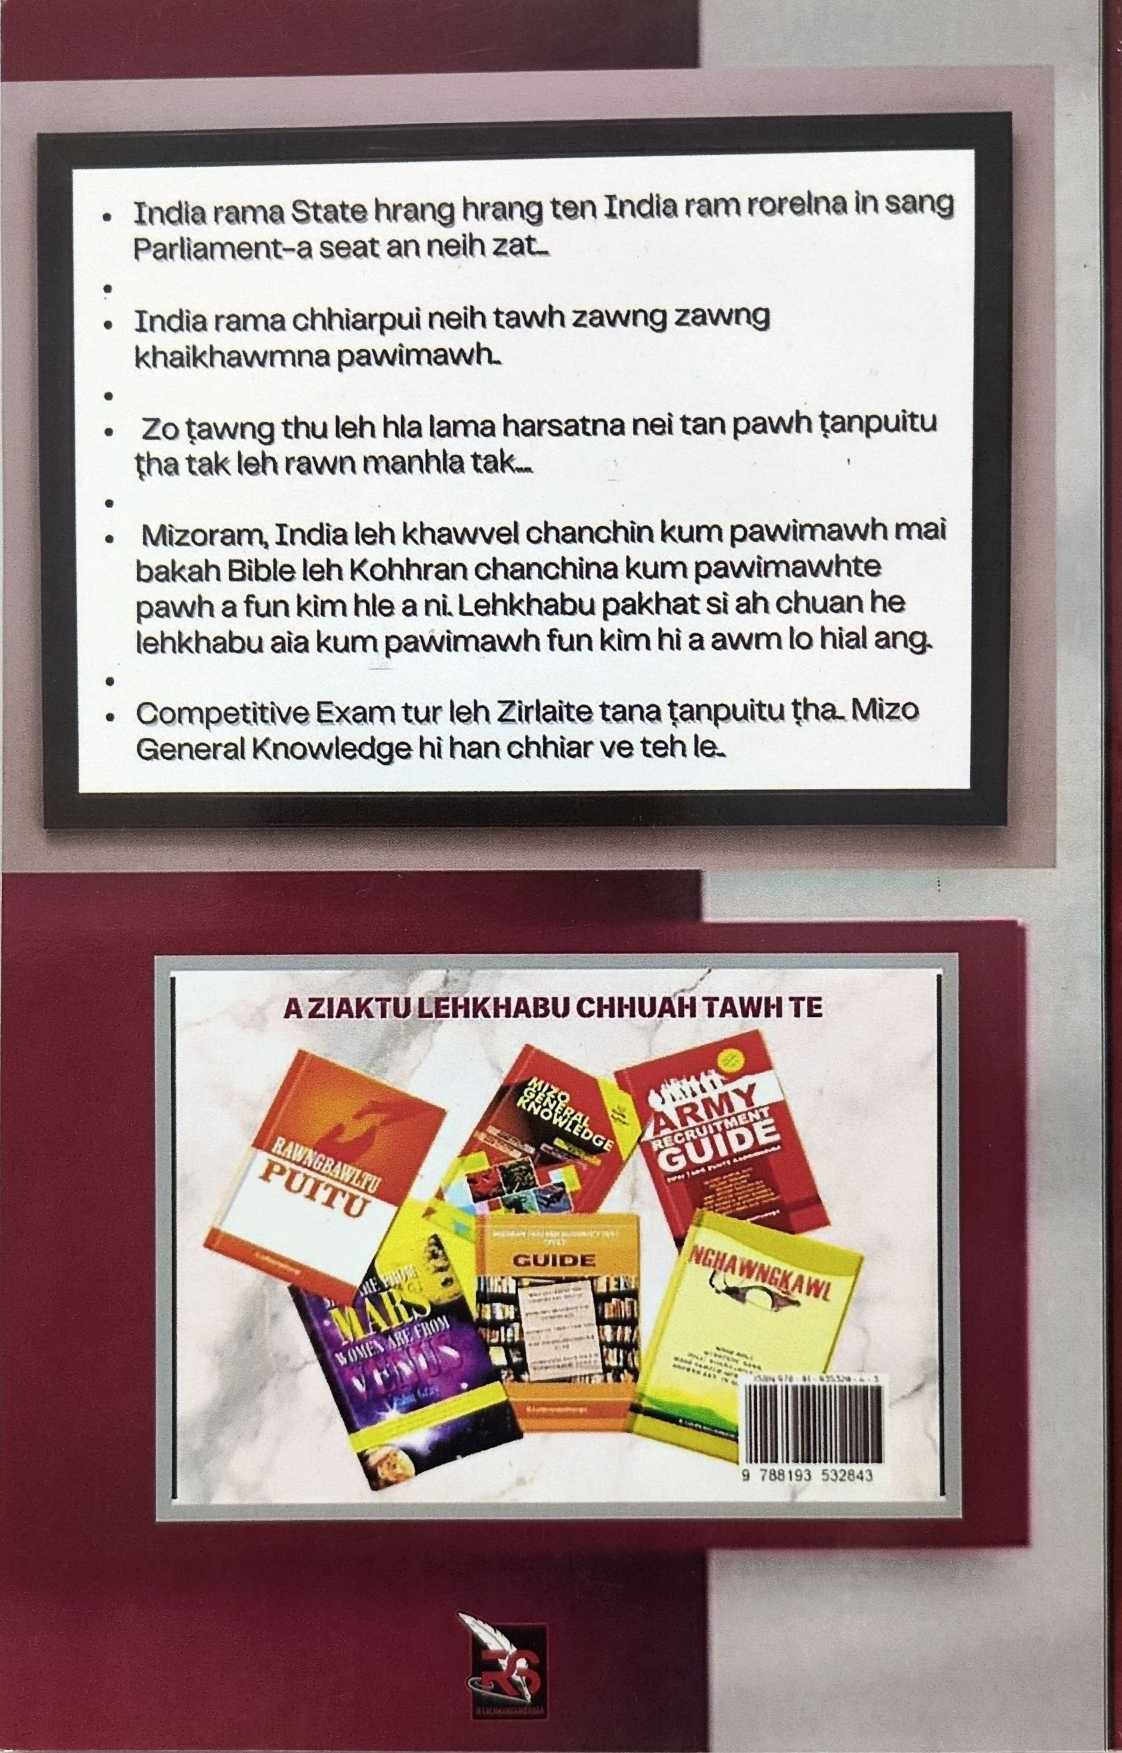 • India rama State hrang hrang ten India ram rorelna in sang
Parliament-a seat an neih zat..
•
• India rama chhiarpui neih tawh zawng zawng
khaikhawmna pawimawh..
•
• Zo ṭawng thu leh hla lama harsatna nei tan pawh ṭanpuitu
ṭha tak leh rawn manhla tak....
•
• Mizoram, India leh khawvel chanchin kum pawimawh mai
bakah Bible leh Kohhran chanchina kum pawimawhte
pawh a fun kim hle a ni. Lehkhabu pakhat si ah chuan he
lehkhabu aia kum pawimawh fun kim hi a awm lo hial ang.
•
• Competitive Exam tur leh Zirlaite tana ṭanpuitu ṭha.. Mizo
General Knowledge hi han chhiar ve teh le..
A ZIAKTU LEHKHABU CHHUAH TAWH TE
RAWNGBAWLTU
PUITU
MIZO
GENERAL
KNOWLEDGE
ARMY
RECRUITMENT
GUIDE
ARE FROM
MARS
WOMEN ARE FROM
VENUS
John Gray
GUIDE
NGHAWNGKAWL
9 788193 532843
RS